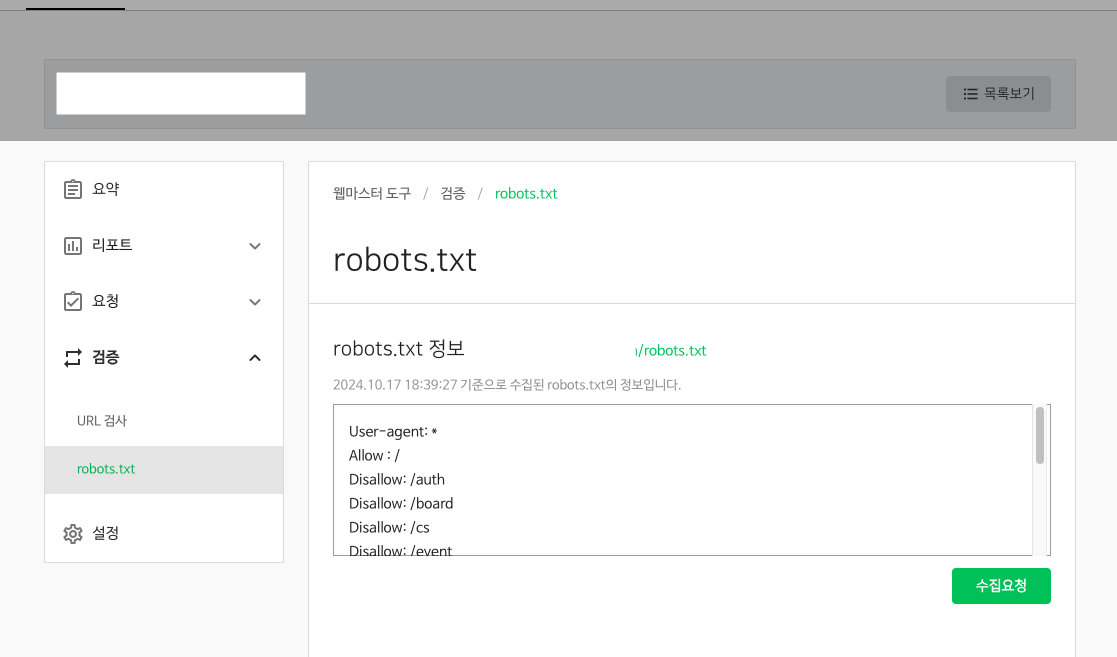 목록보기
요약
리포트
요청
검증
URL 검사
robots.txt
설정
웹마스터 도구 / 검증 / robots.txt
robots.txt
robots.txt 정보
/robots.txt
2024.10.17 18:39:27 기준으로 수집된 robots.txt의 정보입니다.
User-agent: *
Allow : /
Disallow: /auth
Disallow: /board
Disallow: /cs
Disallow: /event
수집요청